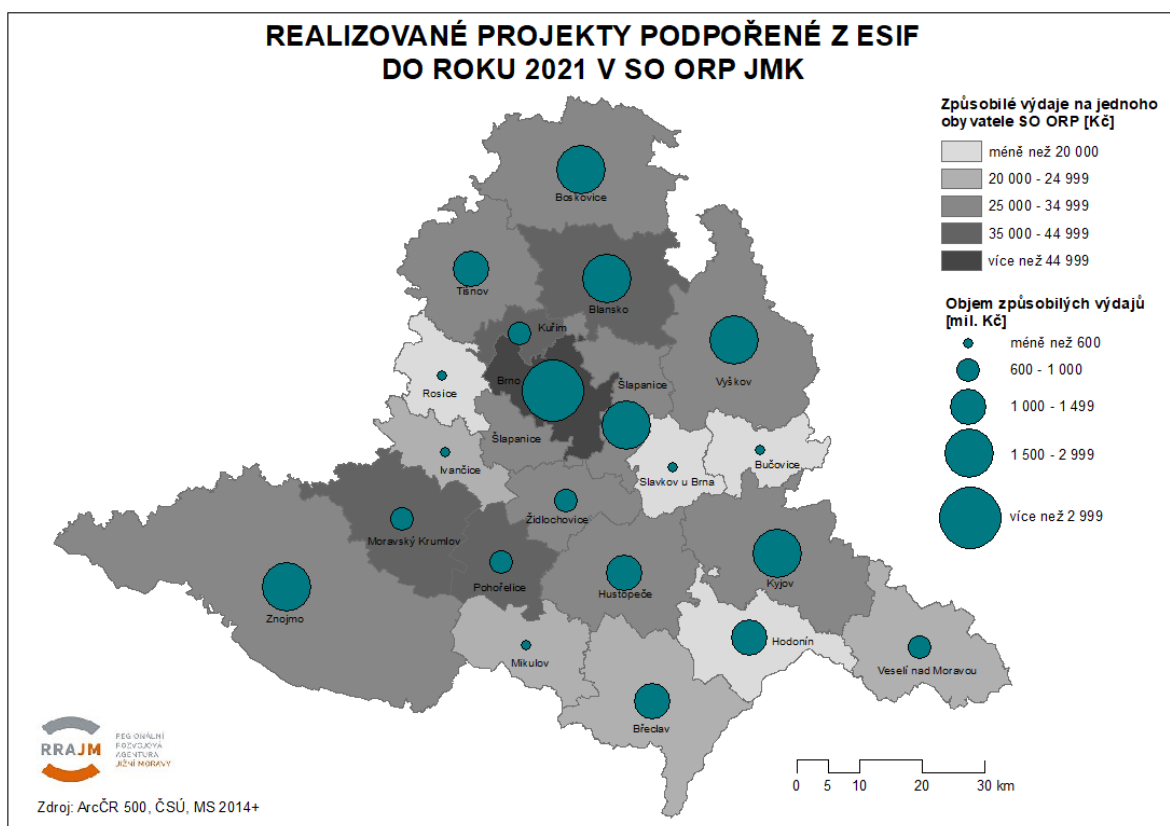 REALIZOVANÉ PROJEKTY PODPOŘENÉ Z ESIF
DO ROKU 2021 V SO ORP JMK
Způsobilé výdaje na jednoho
obyvatele SO ORP [Kč]
méně než 20 000
20 000 - 24 999
25 000 - 34 999
35 000 - 44 999
více než 44 999
Objem způsobilých výdajů
[mil. Kč]
méně než 600
600 - 1 000
1 000 - 1 499
1 500 - 2 999
více než 2 999
Boskovice
Tišnov
Blansko
Kuřim
Vyškov
Brno
Šlapanice
Rosice
Šlapanice
Ivančice
Bučovice
Slavkov u Brna
Židlochovice
Moravský Krumlov
Pohořelice
Hustopeče
Kyjov
Znojmo
Hodonín
Mikulov
Veselí nad Moravou
Břeclav
RRAJM
REGIONÁLNÍ
ROZVOJOVÁ
AGENTURA
JIŽNÍ MORAVY
0 5 10 20 30 km
Zdroj: ArcČR 500, ČSÚ, MS 2014+